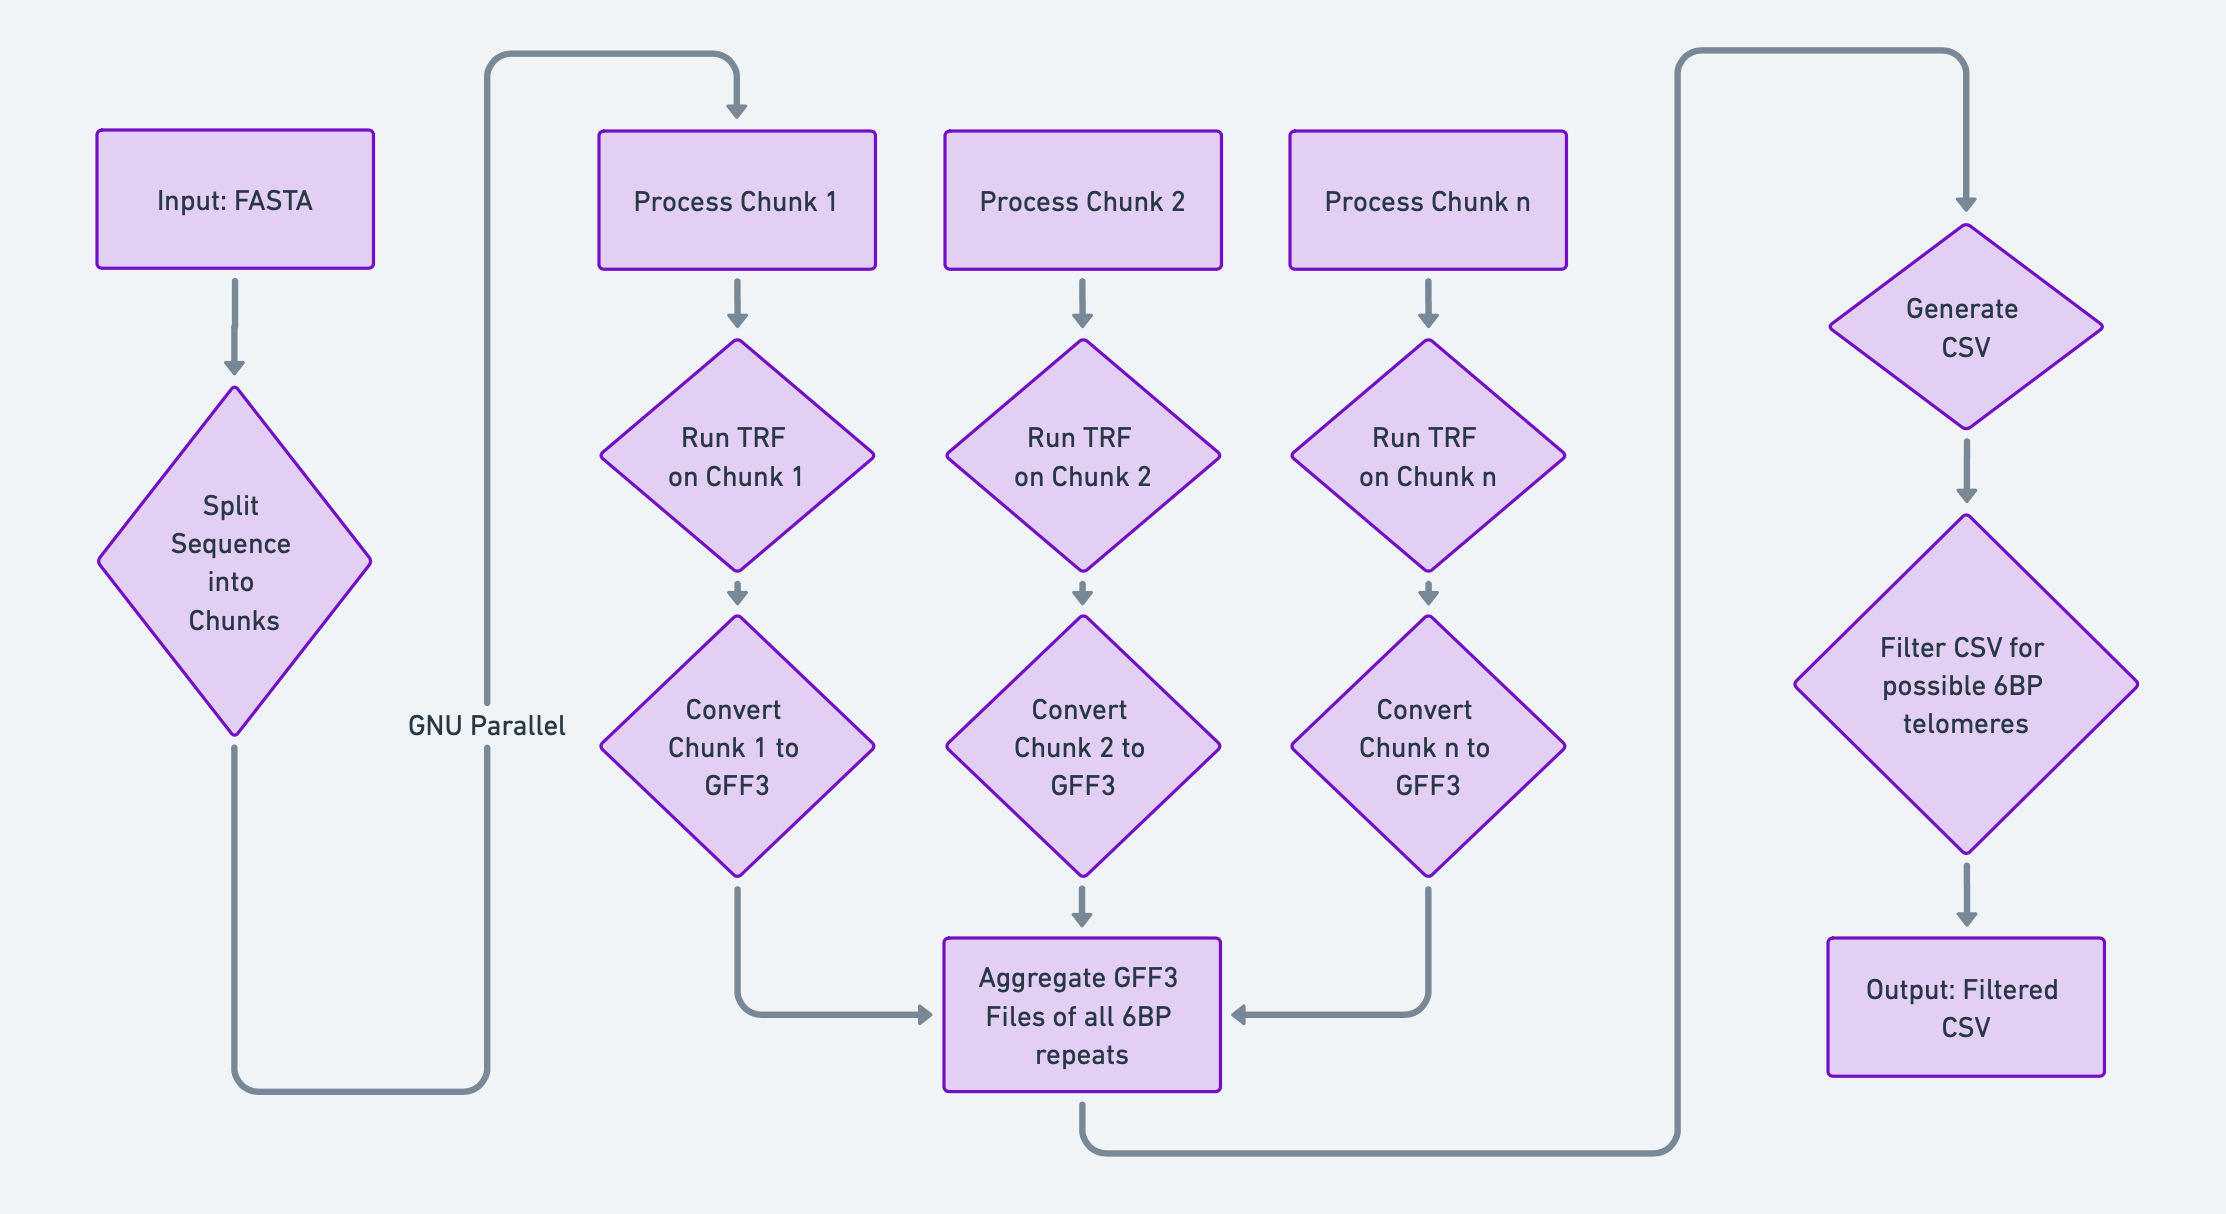 Input: FASTA
Split
Sequence
into
Chunks
GNU Parallel
Process Chunk 1
Run TRF
on Chunk 1
Convert
Chunk 1 to
GFF3
Process Chunk 2
Run TRF
on Chunk 2
Convert
Chunk 2 to
GFF3
Process Chunk n
Run TRF
on Chunk n
Convert
Chunk n to
GFF3
Aggregate GFF3
Files of all 6BP
repeats
Generate
CSV
Filter CSV for
possible 6BP
telomeres
Output: Filtered
CSV